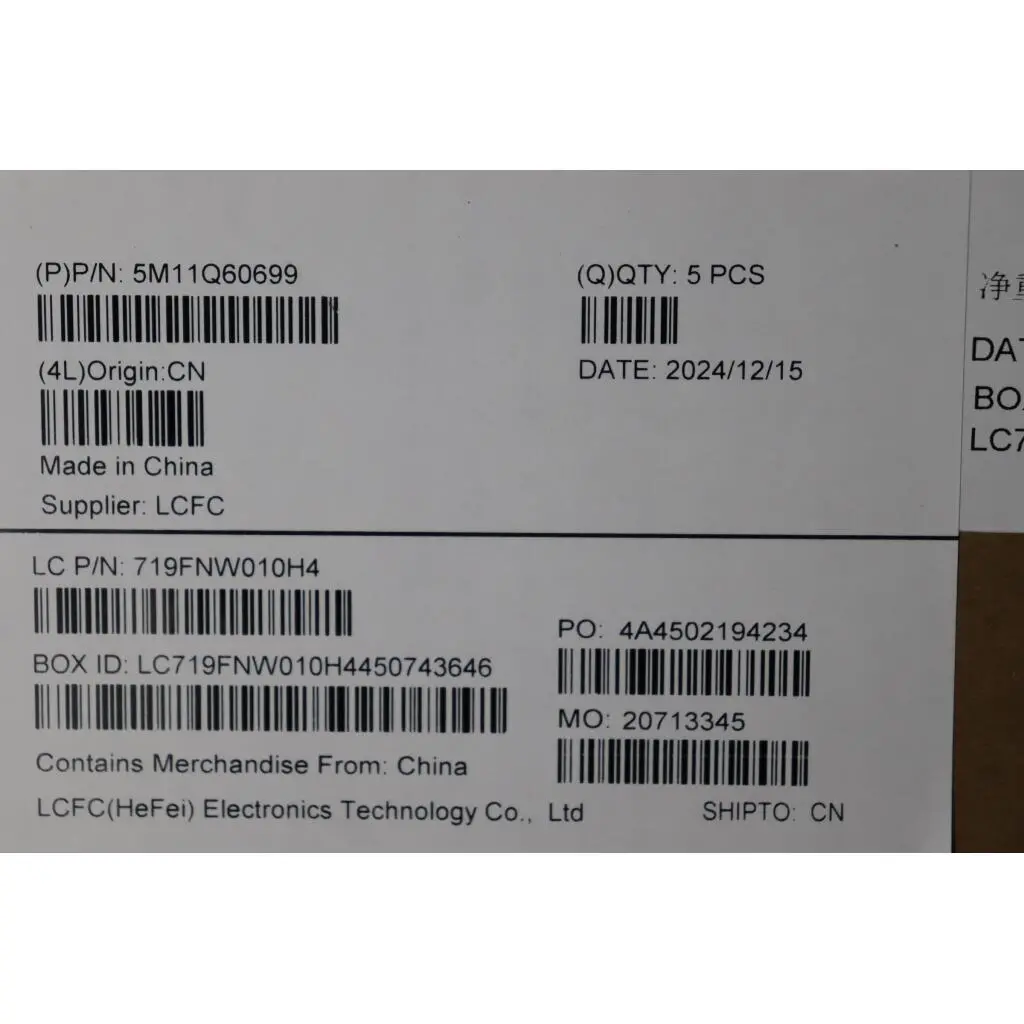 (P)P/N: 5M11Q60699
(Q)QTY: 5 PCS
(4L)Origin:CN
DATE: 2024/12/15
Made in China
Supplier: LCFC
LC P/N: 719FNW010H4
PO: 4A4502194234
BOX ID: LC719FNW010H4450743646
MO: 20713345
Contains Merchandise From: China
LCFC(HeFei) Electronics Technology Co., Ltd
SHIPTO: CN
净
DAT
BO
LC7